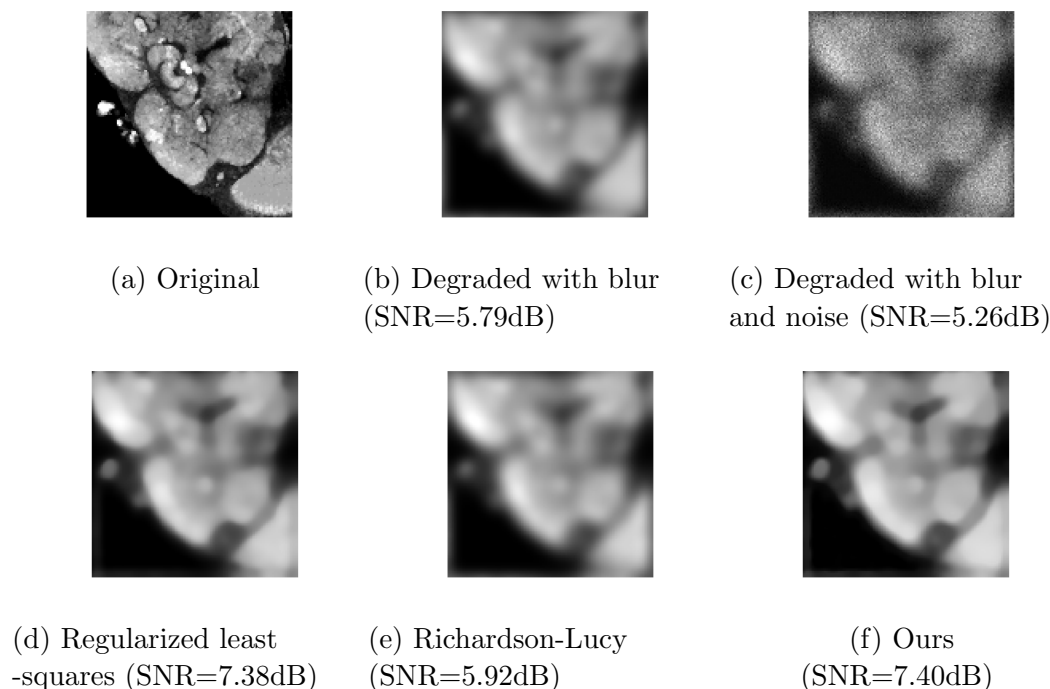 (a) Original
(b) Degraded with blur
(SNR=5.79dB)
(c) Degraded with blur
and noise (SNR=5.26dB)
(d) Regularized least
-squares (SNR=7.38dB)
(e) Richardson-Lucy
(SNR=5.92dB)
(f) Ours
(SNR=7.40dB)